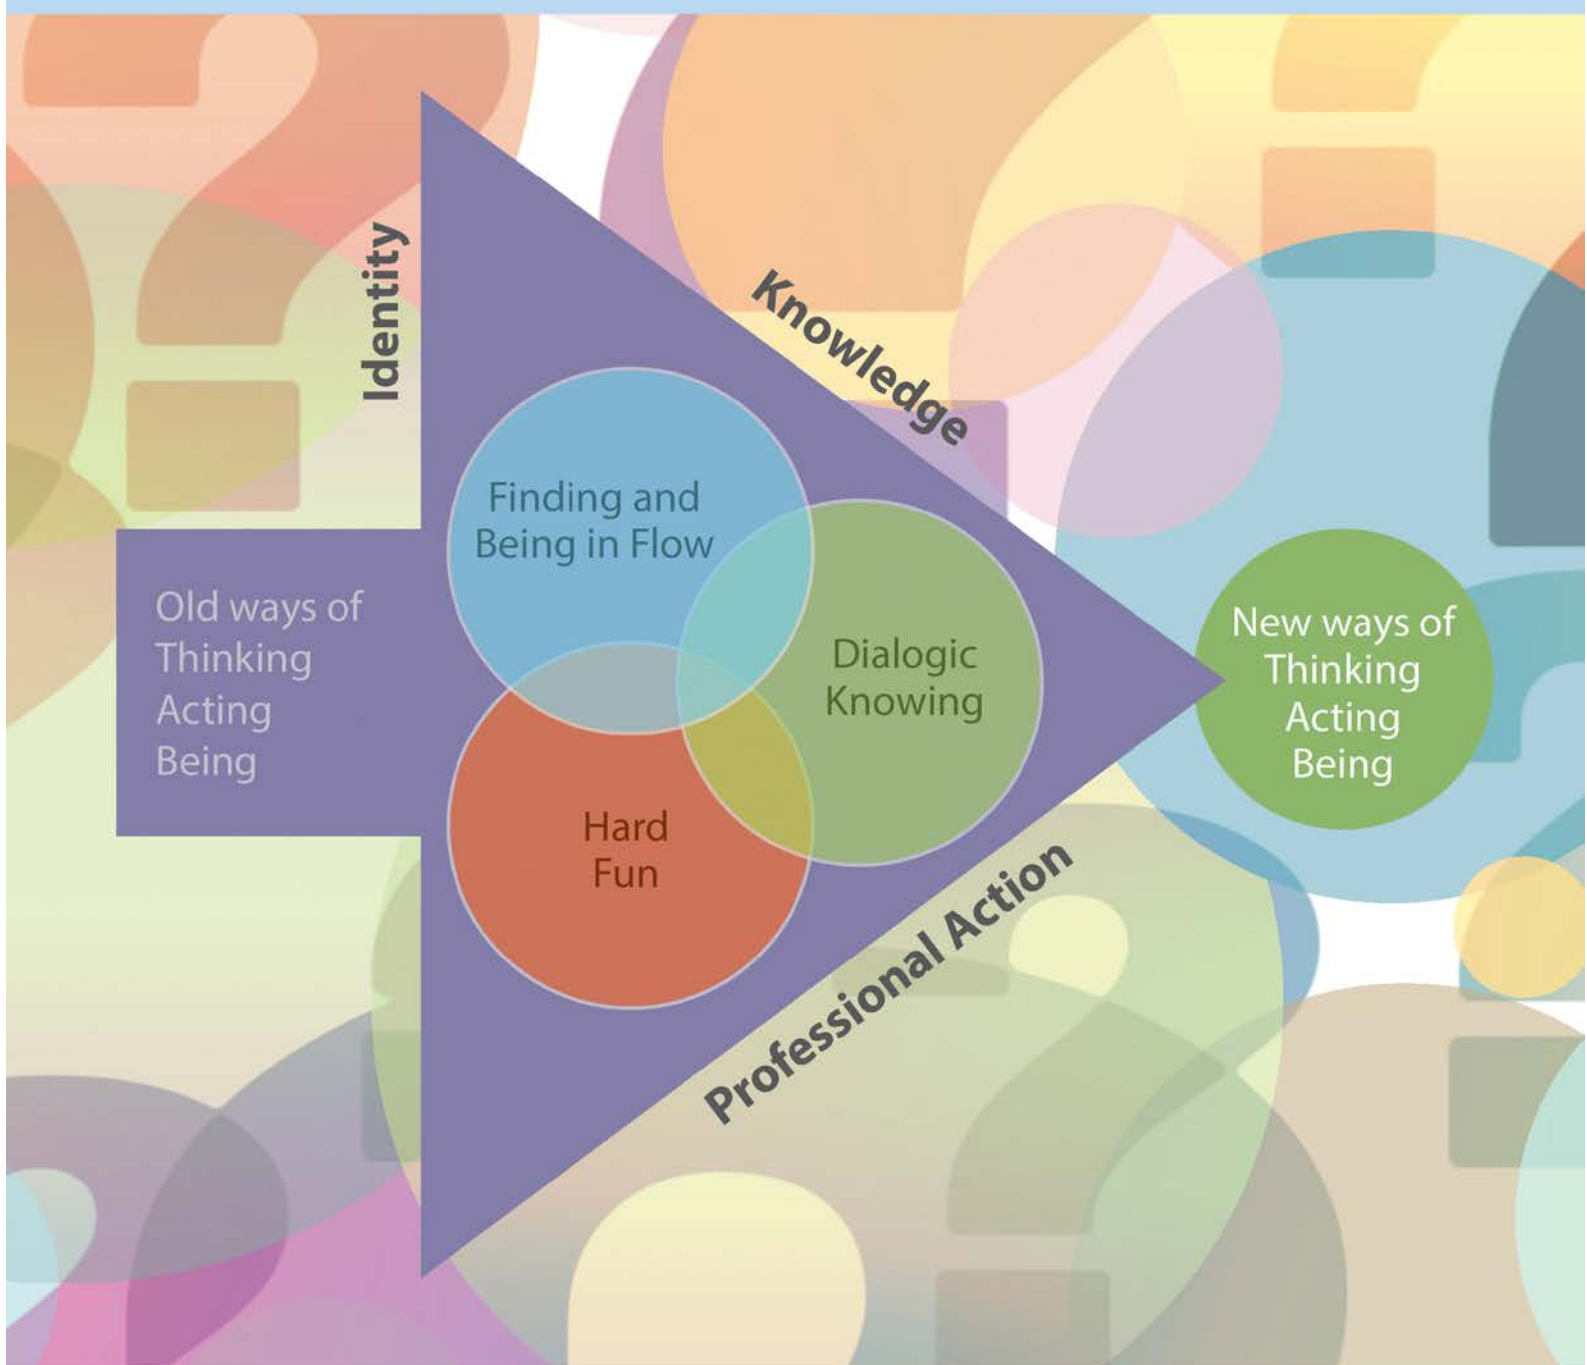 Identity
Knowledge
Finding and
Being in Flow
Old ways of
Thinking
Acting
Being
Dialogic
Knowing
New ways of
Thinking
Acting
Being
Hard
Fun
Professional Action